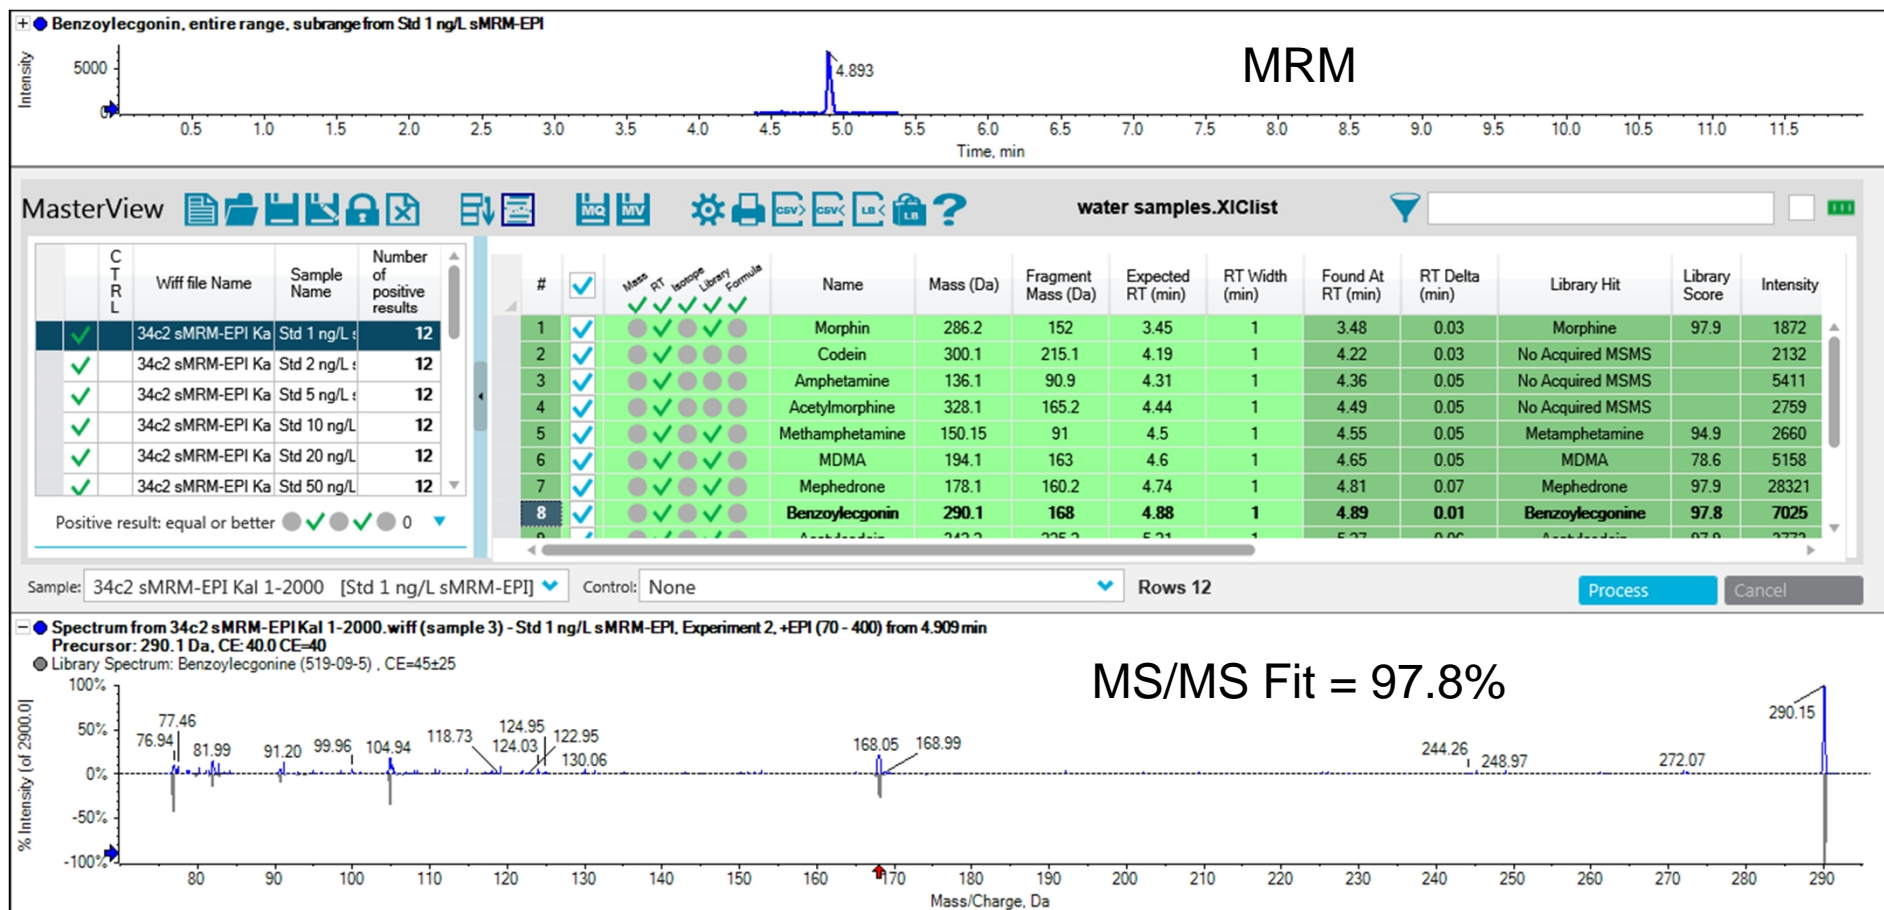 Benzoylecgonin, entire range, subrange from Std 1 ng/L sMRM-EPI
MRM
Intensity
5000
0
4.893
0.5 1.0 1.5 2.0 2.5 3.0 3.5 4.0 4.5 5.0 5.5 6.0 6.5 7.0 7.5 8.0 8.5 9.0 9.5 10.0 10.5 11.0 11.5
Time, min
MasterView
MQ MV CSV> CSV< LB< LB ?
water samples.XIClist
CTRL Wiff file Name Sample Name Number of positive results
34c2 sMRM-EPI Ka Std 1 ng/L s 12
34c2 sMRM-EPI Ka Std 2 ng/L s 12
34c2 sMRM-EPI Ka Std 5 ng/L s 12
34c2 sMRM-EPI Ka Std 10 ng/L 12
34c2 sMRM-EPI Ka Std 20 ng/L 12
34c2 sMRM-EPI Ka Std 50 ng/L 12
Positive result: equal or better 0
# Mass RT Isotope Library Formula Name Mass (Da) Fragment Mass (Da) Expected RT (min) RT Width (min) Found At RT (min) RT Delta (min) Library Hit Library Score Intensity
1 Morphin 286.2 152 3.45 1 3.48 0.03 Morphine 97.9 1872
2 Codein 300.1 215.1 4.19 1 4.22 0.03 No Acquired MSMS 2132
3 Amphetamine 136.1 90.9 4.31 1 4.36 0.05 No Acquired MSMS 5411
4 Acetylmorphine 328.1 165.2 4.44 1 4.49 0.05 No Acquired MSMS 2759
5 Methamphetamine 150.15 91 4.5 1 4.55 0.05 Metamphetamine 94.9 2660
6 MDMA 194.1 163 4.6 1 4.65 0.05 MDMA 78.6 5158
7 Mephedrone 178.1 160.2 4.74 1 4.81 0.07 Mephedrone 97.9 28321
8 Benzoylecgonin 290.1 168 4.88 1 4.89 0.01 Benzoylecgonine 97.8 7025
Sample: 34c2 sMRM-EPI Kal 1-2000 [Std 1 ng/L sMRM-EPI] Control: None Rows 12 Process Cancel
Spectrum from 34c2 sMRM-EPI Kal 1-2000.wiff (sample 3) - Std 1 ng/L sMRM-EPI, Experiment 2, +EPI (70 - 400) from 4.909 min
Precursor: 290.1 Da, CE: 40.0 CE=40
Library Spectrum: Benzoylecgonine (519-09-5) , CE=45±25
MS/MS Fit = 97.8%
% Intensity [of 2900.0]
100%
50%
0%
-50%
-100%
76.94 77.46 81.99 91.20 99.96 104.94 118.73 124.03 124.95 122.95 130.06 168.05 168.99 244.26 248.97 272.07 290.15
80 90 100 110 120 130 140 150 160 170 180 190 200 210 220 230 240 250 260 270 280 290
Mass/Charge, Da